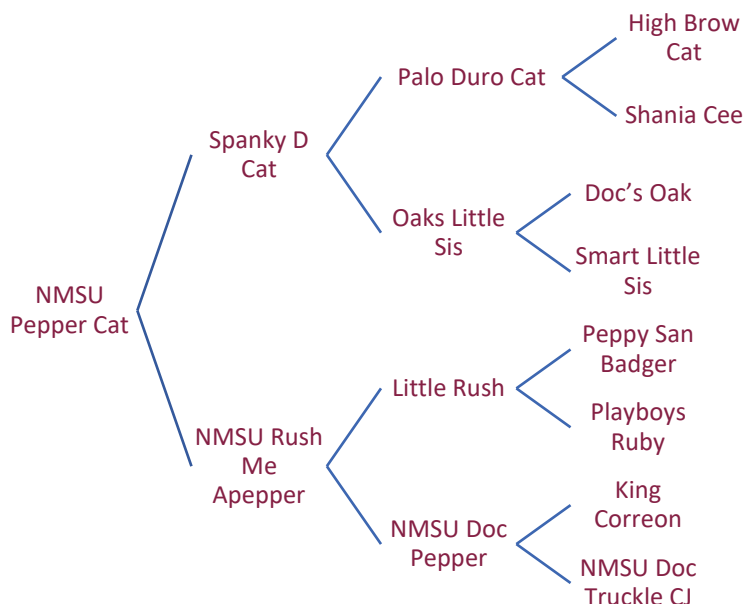 High Brow
Cat
Palo Duro Cat
Shania Cee
Spanky D
Cat
Doc's Oak
Oaks Little
Sis
Smart Little
Sis
NMSU
Pepper Cat
Peppy San
Badger
Little Rush
Playboys
Ruby
NMSU Rush
Me
Apepper
King
Correon
NMSU Doc
Pepper
NMSU Doc
Truckle CJ